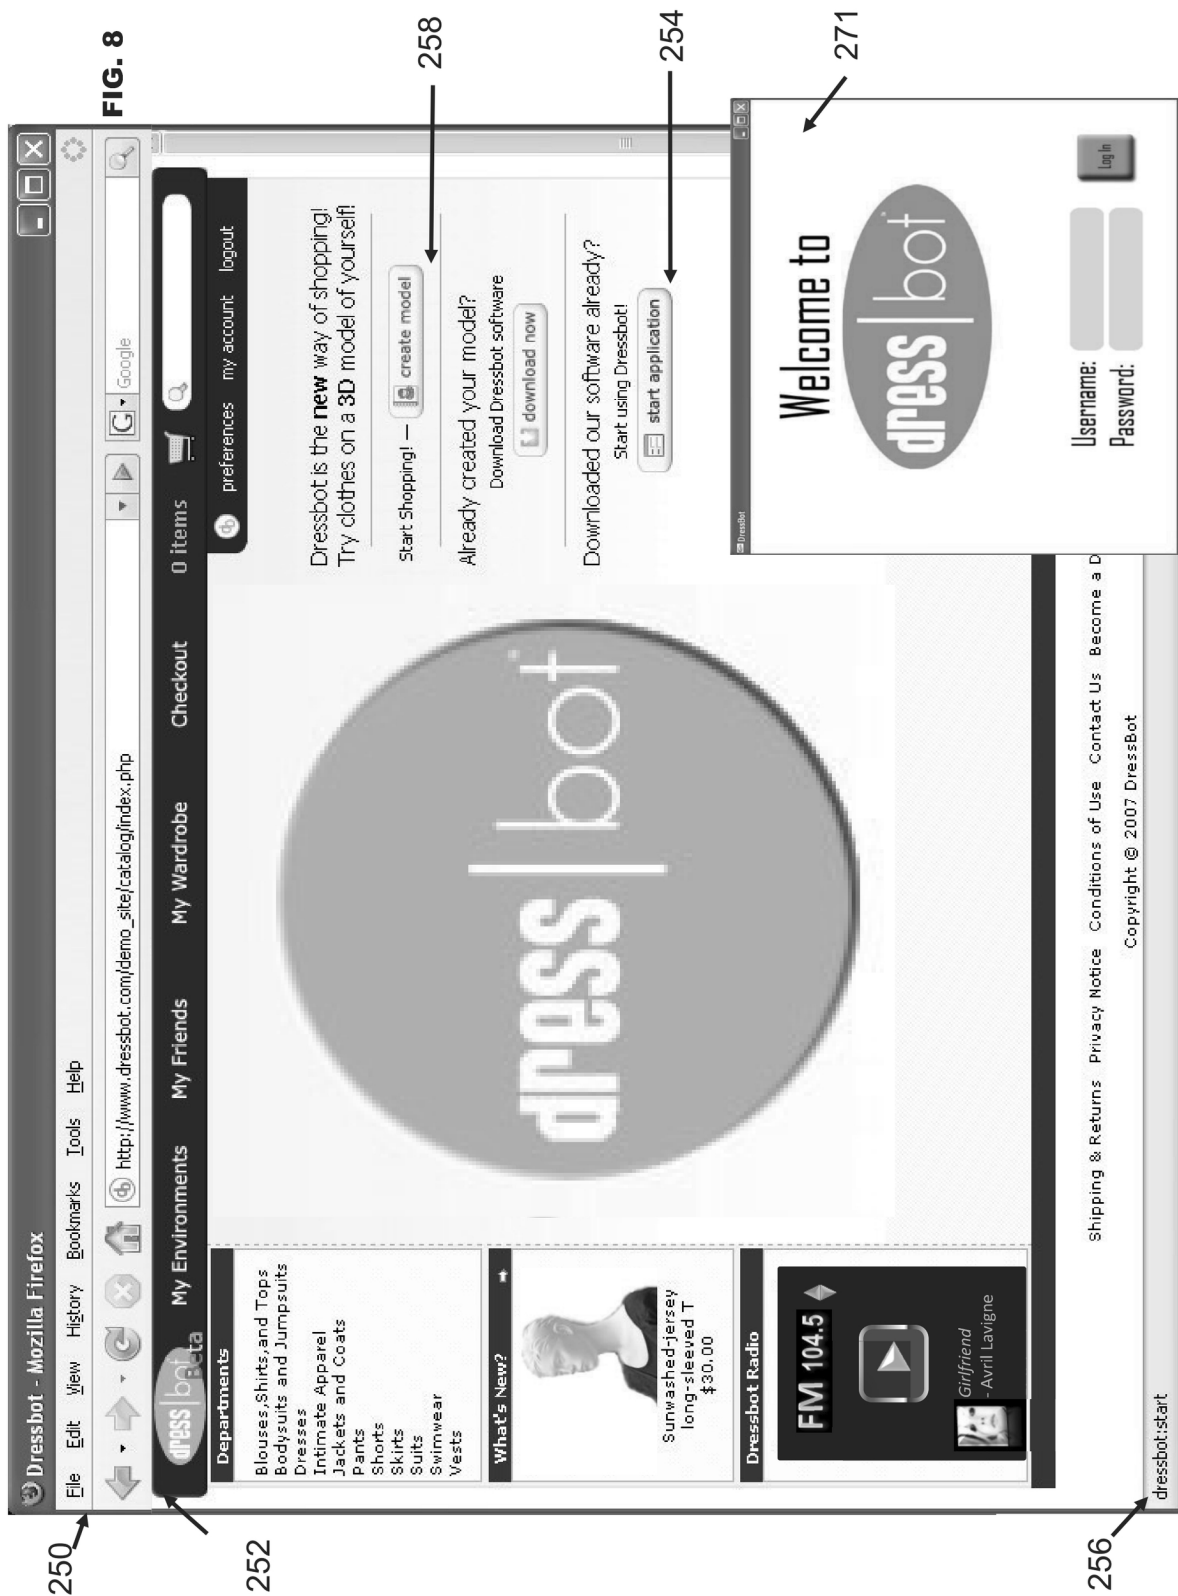 FIG. 8
250
252
256
258
254
271
Dressbot - Mozilla Firefox
File Edit View History Bookmarks Tools Help
http://www.dressbot.com/demo_site/catalog/index.php
G Google
dress|bot
Beta
My Environments My Friends My Wardrobe Checkout 0 items
preferences my account logout
Departments
Blouses,Shirts,and Tops
Bodysuits and Jumpsuits
Dresses
Intimate Apparel
Jackets and Coats
Pants
Shorts
Skirts
Suits
Swimwear
Vests
What's New?
Sunwashed-jersey
long-sleeved T
$30.00
Dressbot Radio
FM 104.5
Girlfriend
- Avril Lavigne
dress|bot
Dressbot is the new way of shopping!
Try clothes on a 3D model of yourself!
Start Shopping! — create model
Already created your model?
Download Dressbot software
download now
Downloaded our software already?
Start using Dressbot!
start application
DressBot
Welcome to
dress|bot
Username:
Password:
Log In
Shipping & Returns Privacy Notice Conditions of Use Contact Us Become a D
Copyright © 2007 DressBot
dressbot:start